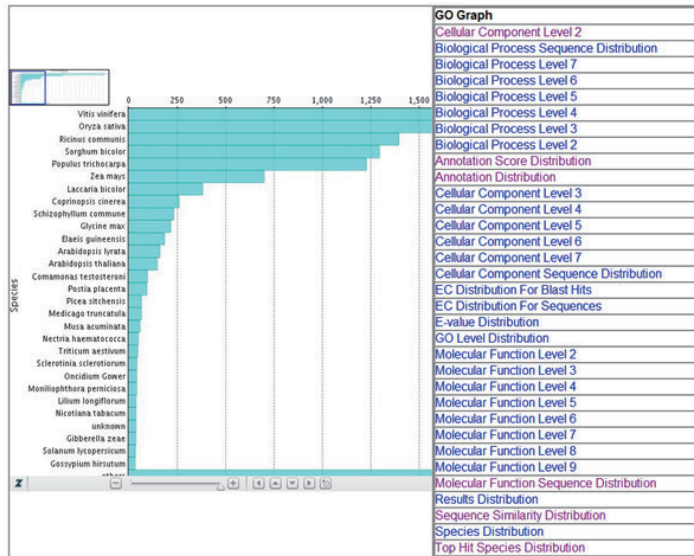 0
250
500
750
1,000
1,250
1,500
Vitis vinifera
Oryza sativa
Ricinus communis
Sorghum bicolor
Populus trichocarpa
Zea mays
Laccaria bicolor
Coprinopsis cinerea
Schizophyllum commune
Glycine max
Elaeis guineensis
Arabidopsis lyrata
Arabidopsis thaliana
Comamonas testosteroni
Postia placenta
Picea sitchensis
Medicago truncatula
Musa acuminata
Nectria haematococca
Triticum aestivum
Sclerotinia sclerotiorum
Oncidium Gower
Moniliophthora perniciosa
Lilium longiflorum
Nicotiana tabacum
unknown
Gibberella zeae
Solanum lycopersicum
Gossypium hirsutum
others
Species
Z
GO Graph
Cellular Component Level 2
Biological Process Sequence Distribution
Biological Process Level 7
Biological Process Level 6
Biological Process Level 5
Biological Process Level 4
Biological Process Level 3
Biological Process Level 2
Annotation Score Distribution
Annotation Distribution
Cellular Component Level 3
Cellular Component Level 4
Cellular Component Level 5
Cellular Component Level 6
Cellular Component Level 7
Cellular Component Sequence Distribution
EC Distribution For Blast Hits
EC Distribution For Sequences
E-value Distribution
GO Level Distribution
Molecular Function Level 2
Molecular Function Level 3
Molecular Function Level 4
Molecular Function Level 5
Molecular Function Level 6
Molecular Function Level 7
Molecular Function Level 8
Molecular Function Level 9
Molecular Function Sequence Distribution
Results Distribution
Sequence Similarity Distribution
Species Distribution
Top Hit Species Distribution